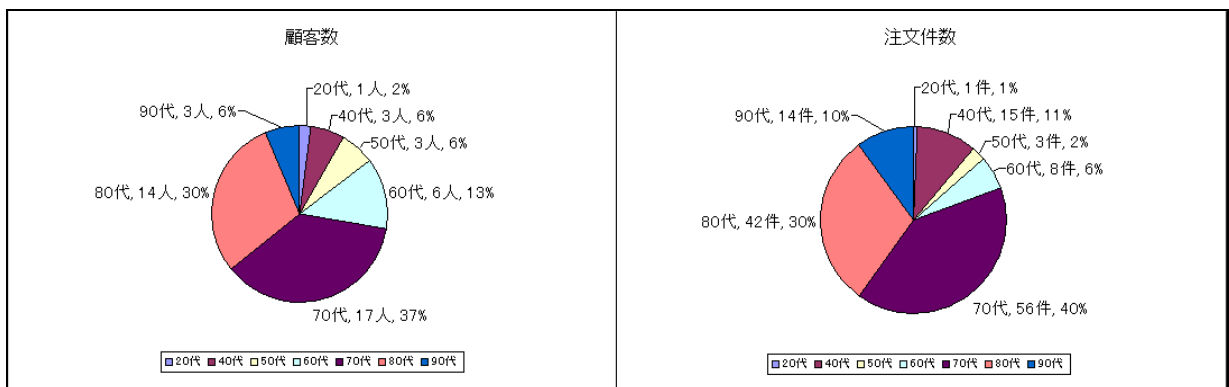 顧客数
20代, 1人, 2%
40代, 3人, 6%
50代, 3人, 6%
60代, 6人, 13%
70代, 17人, 37%
80代, 14人, 30%
90代, 3人, 6%
20代 40代 50代 60代 70代 80代 90代
注文件数
20代, 1件, 1%
40代, 15件, 11%
50代, 3件, 2%
60代, 8件, 6%
70代, 56件, 40%
80代, 42件, 30%
90代, 14件, 10%
20代 40代 50代 60代 70代 80代 90代